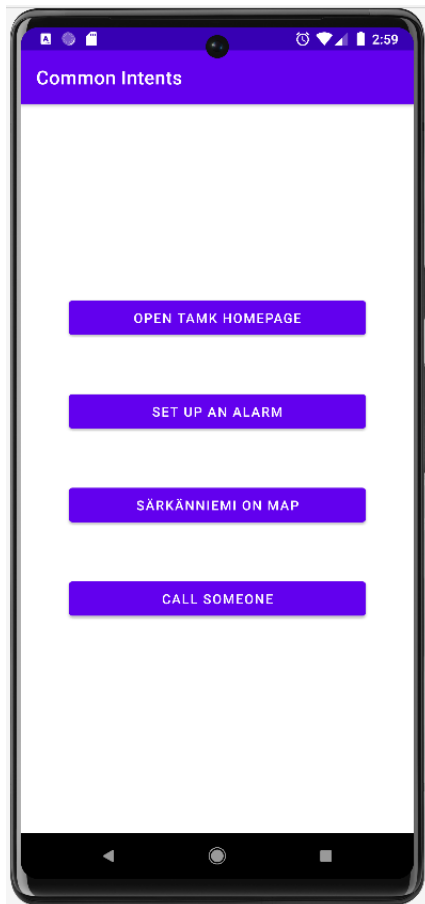 A
2:59
Common Intents
OPEN TAMK HOMEPAGE
SET UP AN ALARM
SÄRKÄNNIEMI ON MAP
CALL SOMEONE